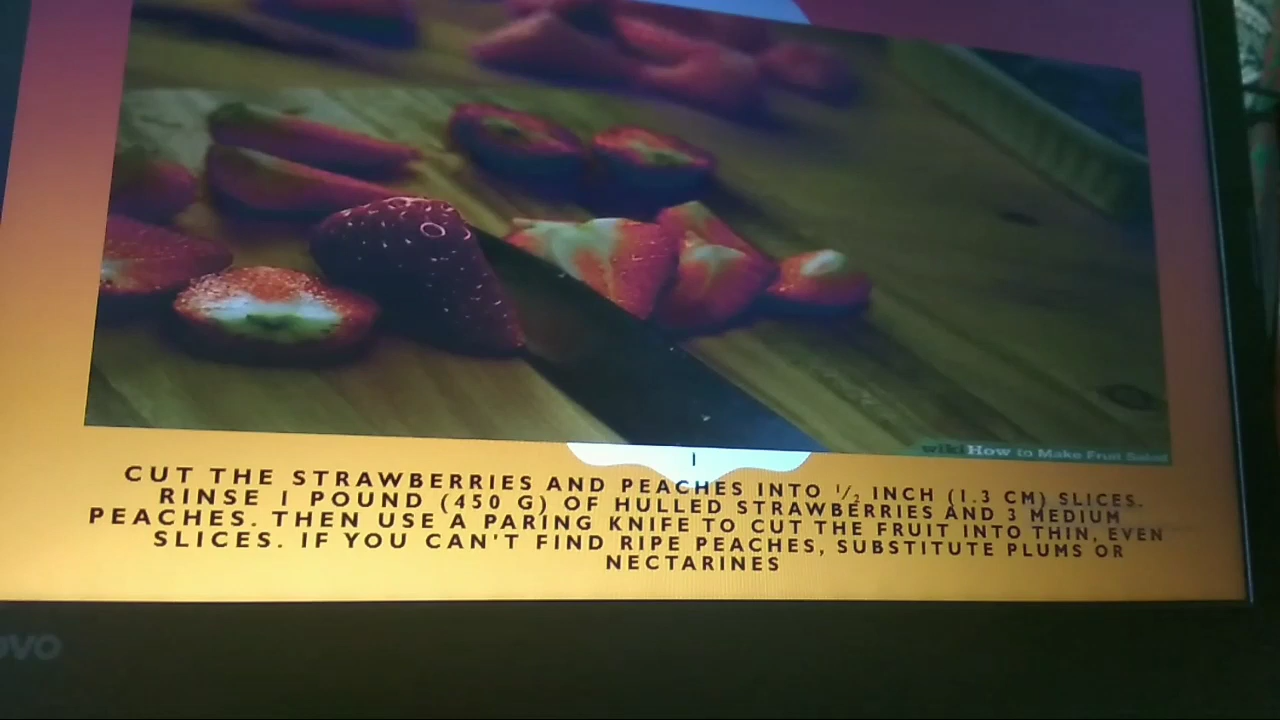 wikiHow to Make Fruit Salad
1
CUT THE STRAWBERRIES AND PEACHES INTO 1/2 INCH (1.3 CM) SLICES.
RINSE 1 POUND (450 G) OF HULLED STRAWBERRIES AND 3 MEDIUM
PEACHES. THEN USE A PARING KNIFE TO CUT THE FRUIT INTO THIN, EVEN
SLICES. IF YOU CAN'T FIND RIPE PEACHES, SUBSTITUTE PLUMS OR
NECTARINES